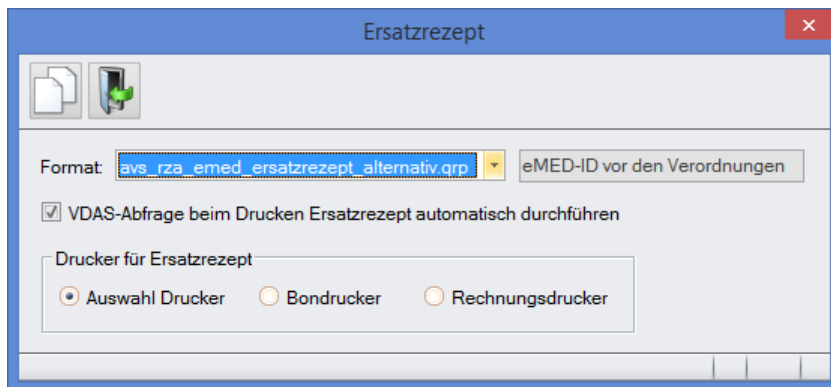 Ersatzrezept
Format: avs_rza_emed_ersatzrezept_alternativ.qrp eMED-ID vor den Verordnungen
VDAS-Abfrage beim Drucken Ersatzrezept automatisch durchführen
Drucker für Ersatzrezept
Auswahl Drucker Bondrucker Rechnungsdrucker